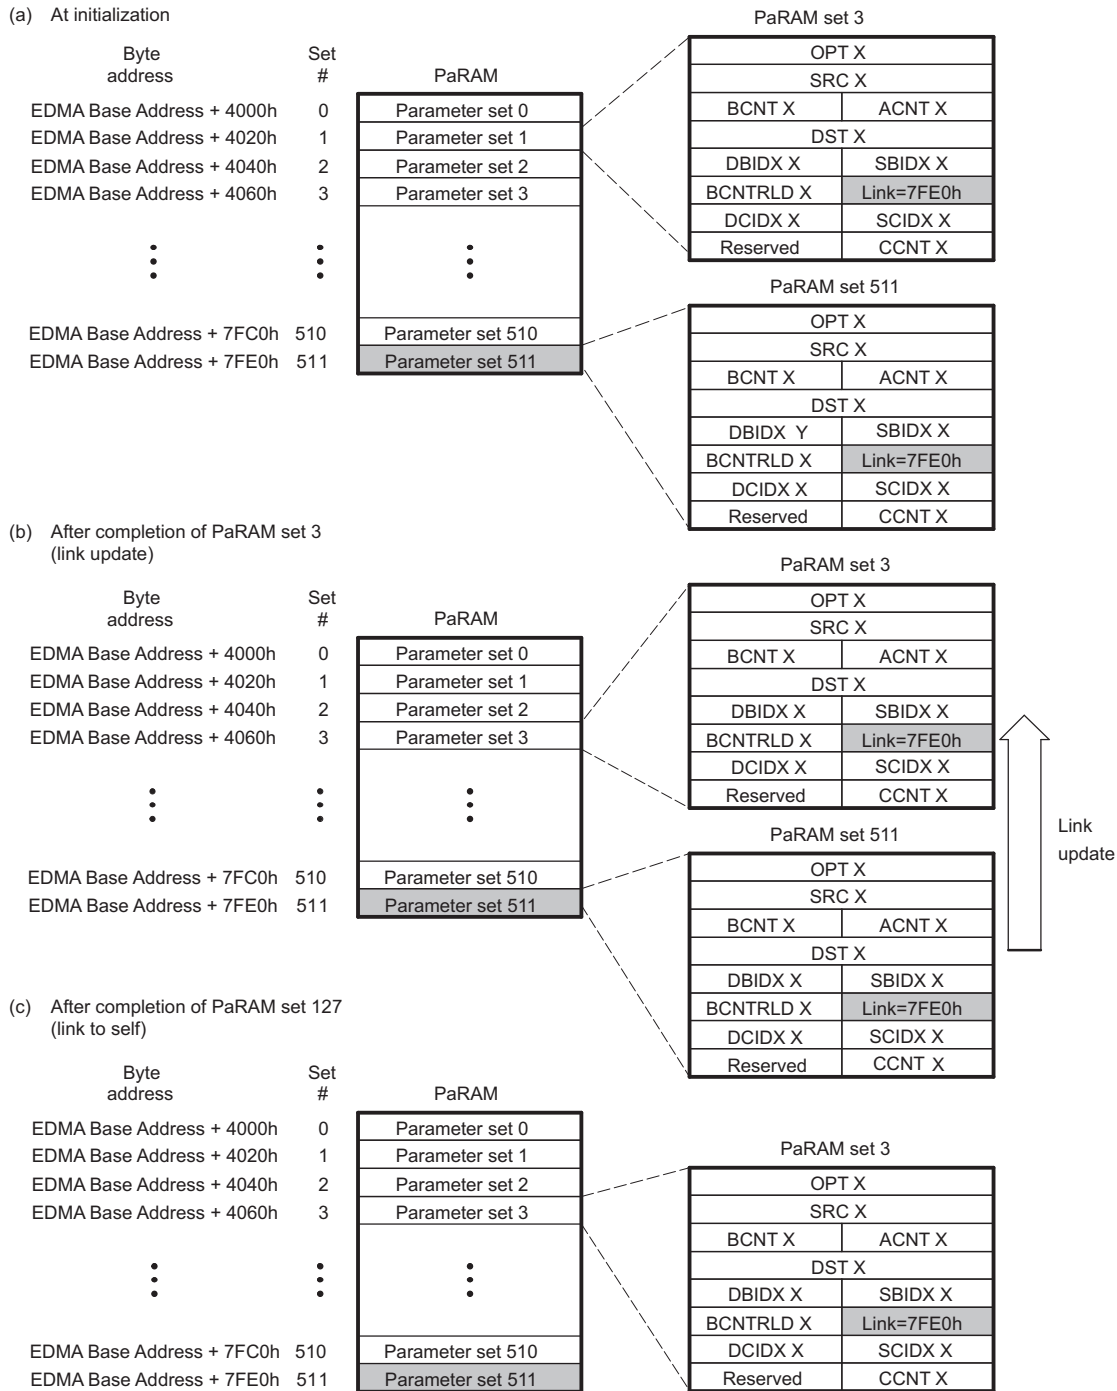 (a) At initialization
Byte address
Set #
PaRAM
EDMA Base Address + 4000h 0 Parameter set 0
EDMA Base Address + 4020h 1 Parameter set 1
EDMA Base Address + 4040h 2 Parameter set 2
EDMA Base Address + 4060h 3 Parameter set 3
EDMA Base Address + 7FC0h 510 Parameter set 510
EDMA Base Address + 7FE0h 511 Parameter set 511
PaRAM set 3
OPT X
SRC X
BCNT X ACNT X
DST X
DBIDX X SBIDX X
BCNTRLD X Link=7FE0h
DCIDX X SCIDX X
Reserved CCNT X
PaRAM set 511
OPT X
SRC X
BCNT X ACNT X
DST X
DBIDX Y SBIDX X
BCNTRLD X Link=7FE0h
DCIDX X SCIDX X
Reserved CCNT X
(b) After completion of PaRAM set 3
(link update)
Byte address
Set #
PaRAM
EDMA Base Address + 4000h 0 Parameter set 0
EDMA Base Address + 4020h 1 Parameter set 1
EDMA Base Address + 4040h 2 Parameter set 2
EDMA Base Address + 4060h 3 Parameter set 3
EDMA Base Address + 7FC0h 510 Parameter set 510
EDMA Base Address + 7FE0h 511 Parameter set 511
PaRAM set 3
OPT X
SRC X
BCNT X ACNT X
DST X
DBIDX X SBIDX X
BCNTRLD X Link=7FE0h
DCIDX X SCIDX X
Reserved CCNT X
Link
update
PaRAM set 511
OPT X
SRC X
BCNT X ACNT X
DST X
DBIDX X SBIDX X
BCNTRLD X Link=7FE0h
DCIDX X SCIDX X
Reserved CCNT X
(c) After completion of PaRAM set 127
(link to self)
Byte address
Set #
PaRAM
EDMA Base Address + 4000h 0 Parameter set 0
EDMA Base Address + 4020h 1 Parameter set 1
EDMA Base Address + 4040h 2 Parameter set 2
EDMA Base Address + 4060h 3 Parameter set 3
EDMA Base Address + 7FC0h 510 Parameter set 510
EDMA Base Address + 7FE0h 511 Parameter set 511
PaRAM set 3
OPT X
SRC X
BCNT X ACNT X
DST X
DBIDX X SBIDX X
BCNTRLD X Link=7FE0h
DCIDX X SCIDX X
Reserved CCNT X